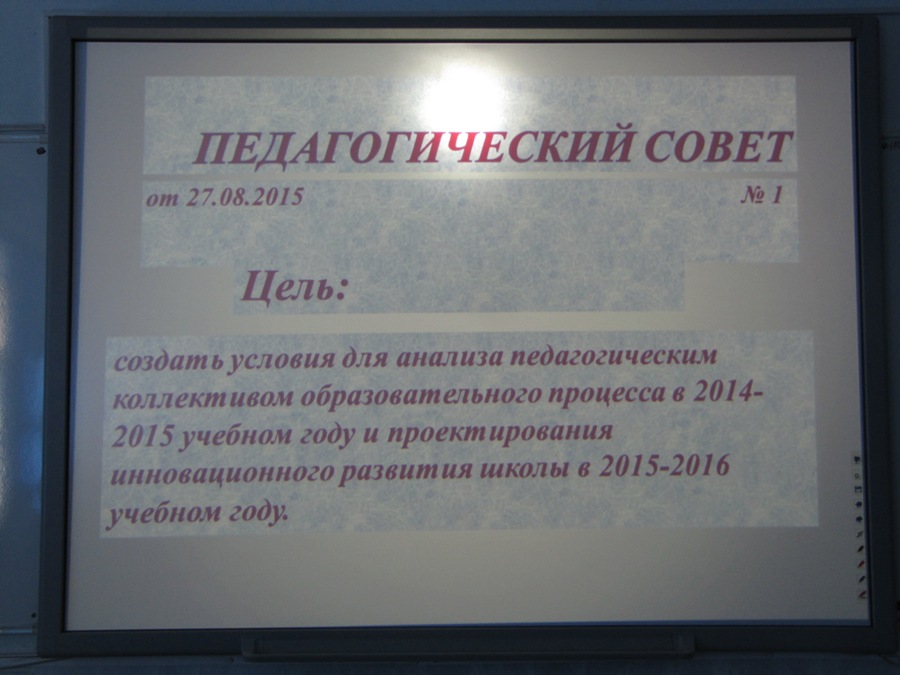 ПЕДАГОГИЧЕСКИЙ СОВЕТ
от 27.08.2015 № 1
Цель:
создать условия для анализа педагогическим
коллективом образовательного процесса в 2014-
2015 учебном году и проектирования
инновационного развития школы в 2015-2016
учебном году.